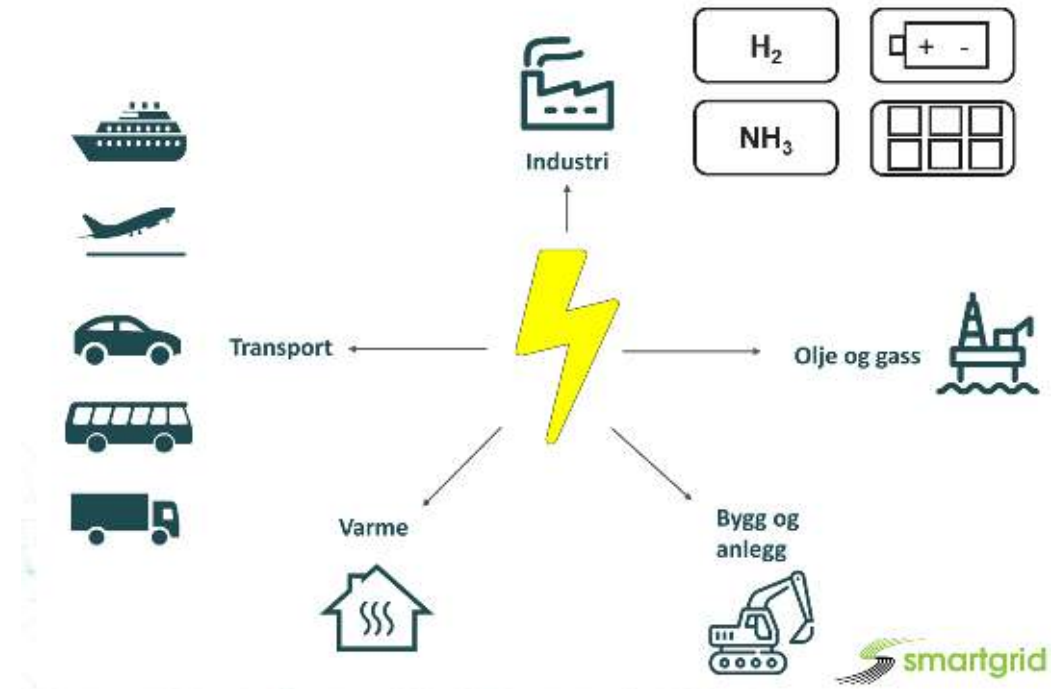 H₂
+ -
NH₃
Industri
Transport
Olje og gass
Varme
Bygg og
anlegg
smartgrid